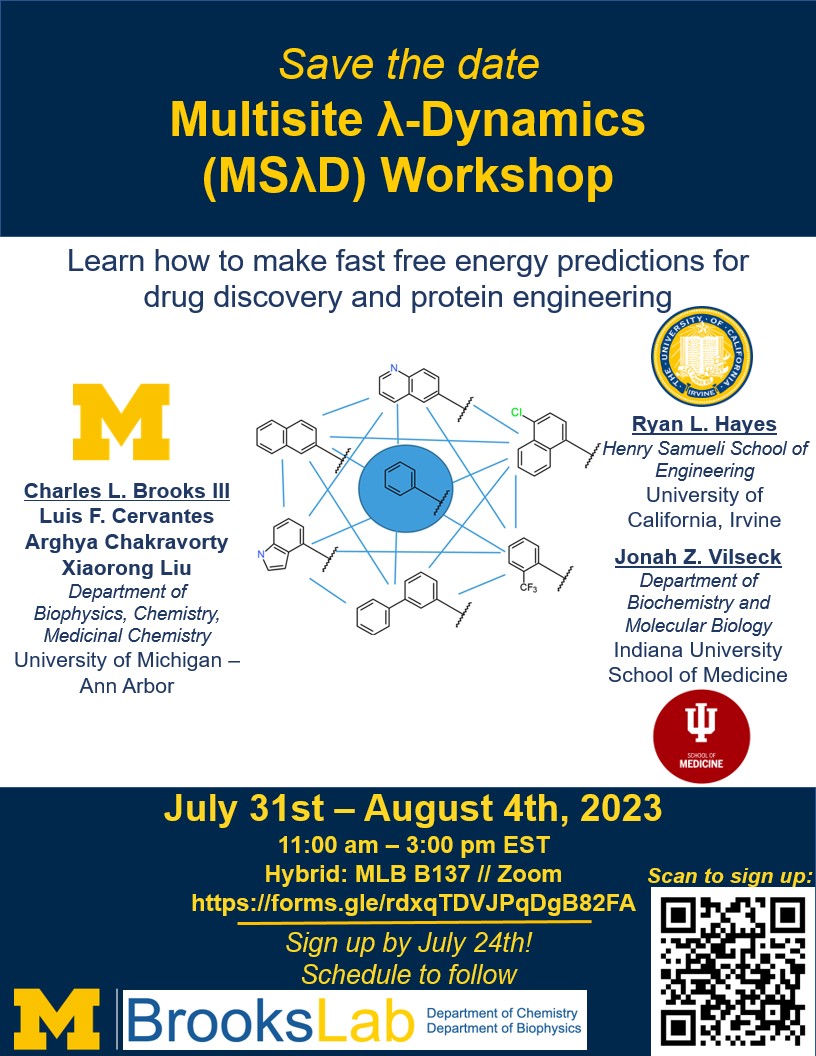 Save the date
Multisite λ-Dynamics
(MSλD) Workshop
Learn how to make fast free energy predictions for
drug discovery and protein engineering
M
Charles L. Brooks III
Luis F. Cervantes
Arghya Chakravorty
Xiaorong Liu
Department of
Biophysics, Chemistry,
Medicinal Chemistry
University of Michigan –
Ann Arbor
N
Cl
N
CF3
THE · UNIVERSITY · OF · CALIFORNIA ·
IRVINE
Ryan L. Hayes
Henry Samueli School of
Engineering
University of
California, Irvine
Jonah Z. Vilseck
Department of
Biochemistry and
Molecular Biology
Indiana University
School of Medicine
SCHOOL OF
MEDICINE
July 31st – August 4th, 2023
11:00 am – 3:00 pm EST
Hybrid: MLB B137 // Zoom
https://forms.gle/rdxqTDVJPqDgB82FA
Sign up by July 24th!
Schedule to follow
Scan to sign up:
M
BrooksLab
Department of Chemistry
Department of Biophysics